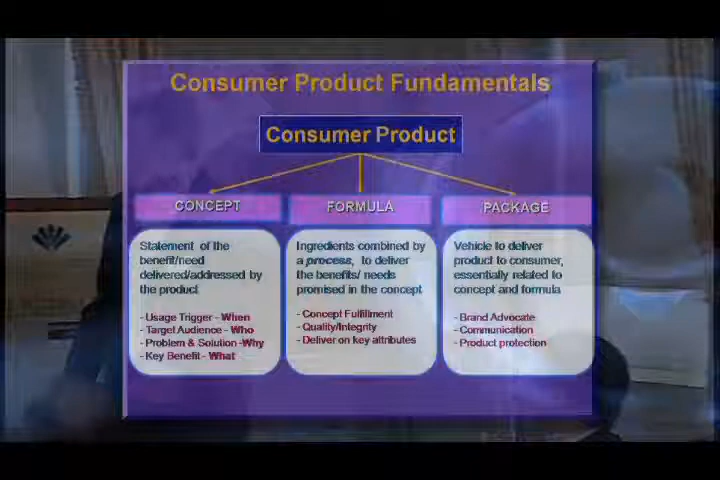 Consumer Product Fundamentals
Consumer Product
CONCEPT
Statement of the
benefit/need
delivered/addressed by
the product
- Usage Trigger - When
- Target Audience - Who
- Problem & Solution -Why
- Key Benefit - What
FORMULA
Ingredients combined by
a process, to deliver
the benefits/ needs
promised in the concept
- Concept Fulfillment
- Quality/Integrity
- Deliver on key attributes
PACKAGE
Vehicle to deliver
product to consumer,
essentially related to
concept and formula
- Brand Advocate
- Communication
- Product protection